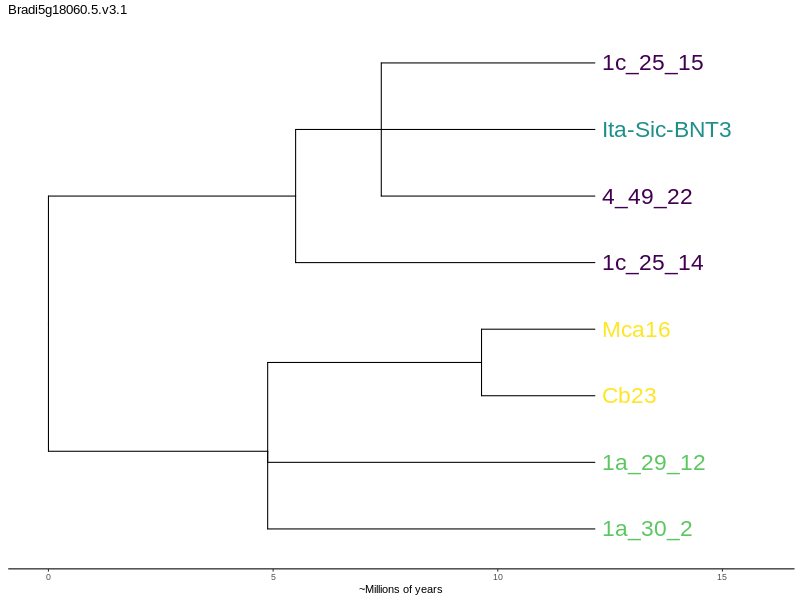 Bradi5g18060.5.v3.1
1c_25_15
Ita-Sic-BNT3
4_49_22
1c_25_14
Mca16
Cb23
1a_29_12
1a_30_2
0 5 10 15
~Millions of years